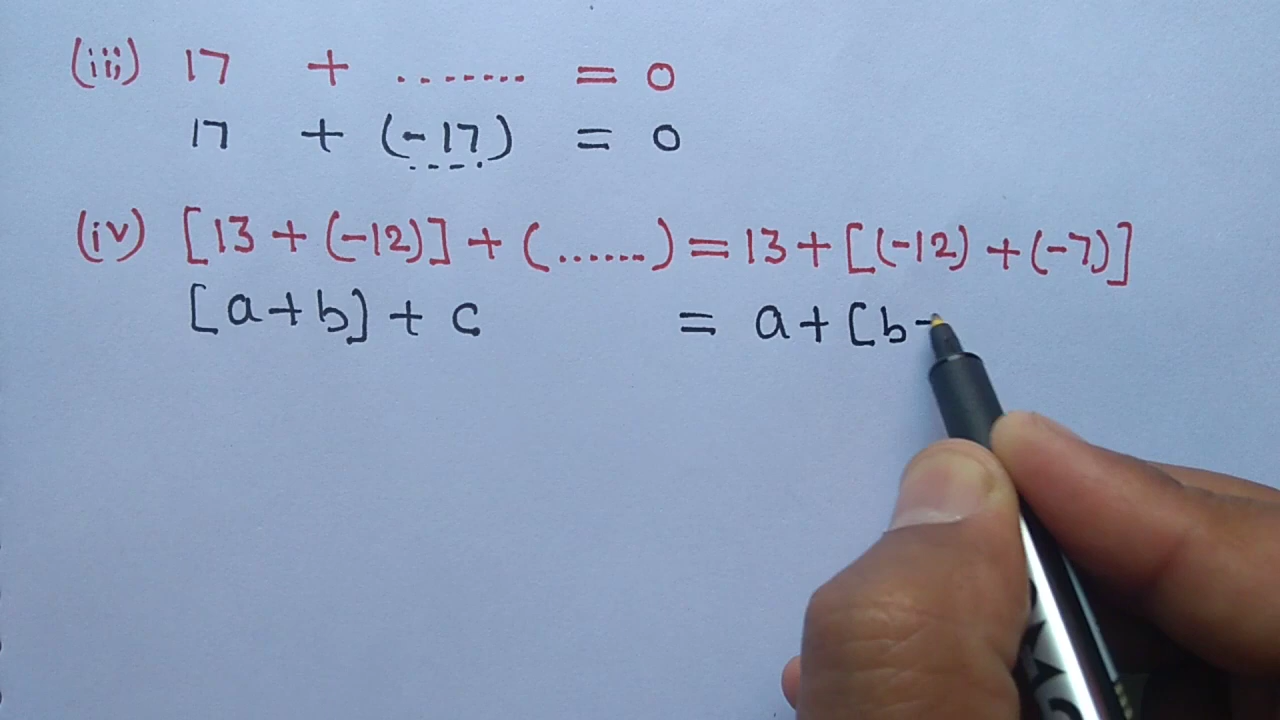 (iii) 17 + ....... = 0
17 + (-17) = 0
(iv) [13 + (-12)] + (......) = 13 + [(-12) + (-7)]
[a+b] + c = a + [b